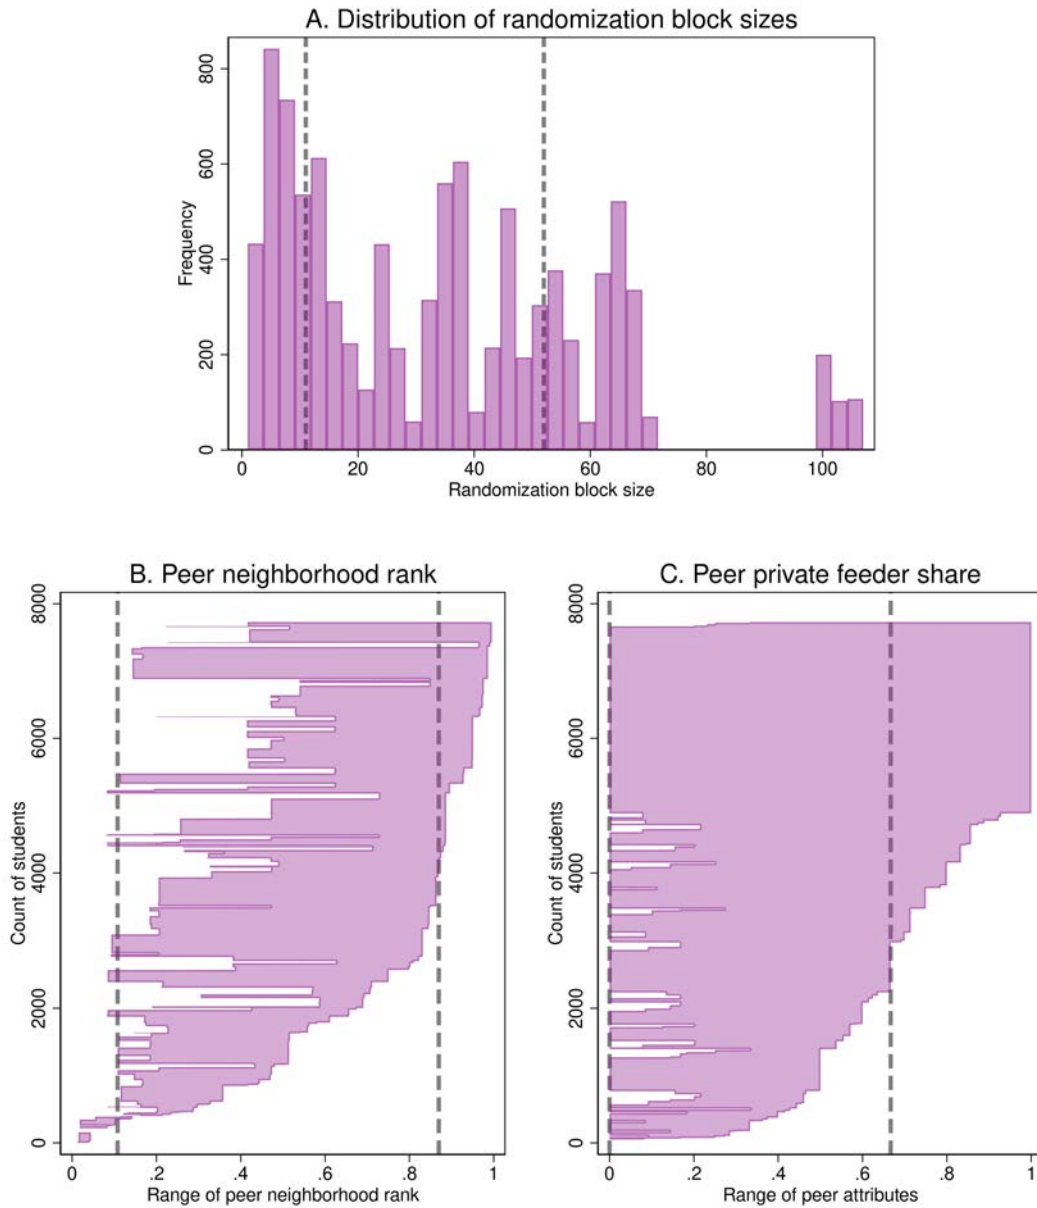 A. Distribution of randomization block sizes
800
600
400
200
0
Frequency
0 20 40 60 80 100
Randomization block size
B. Peer neighborhood rank
8000
6000
4000
2000
0
Count of students
0 .2 .4 .6 .8 1
Range of peer neighborhood rank
C. Peer private feeder share
8000
6000
4000
2000
0
Count of students
0 .2 .4 .6 .8 1
Range of peer attributes